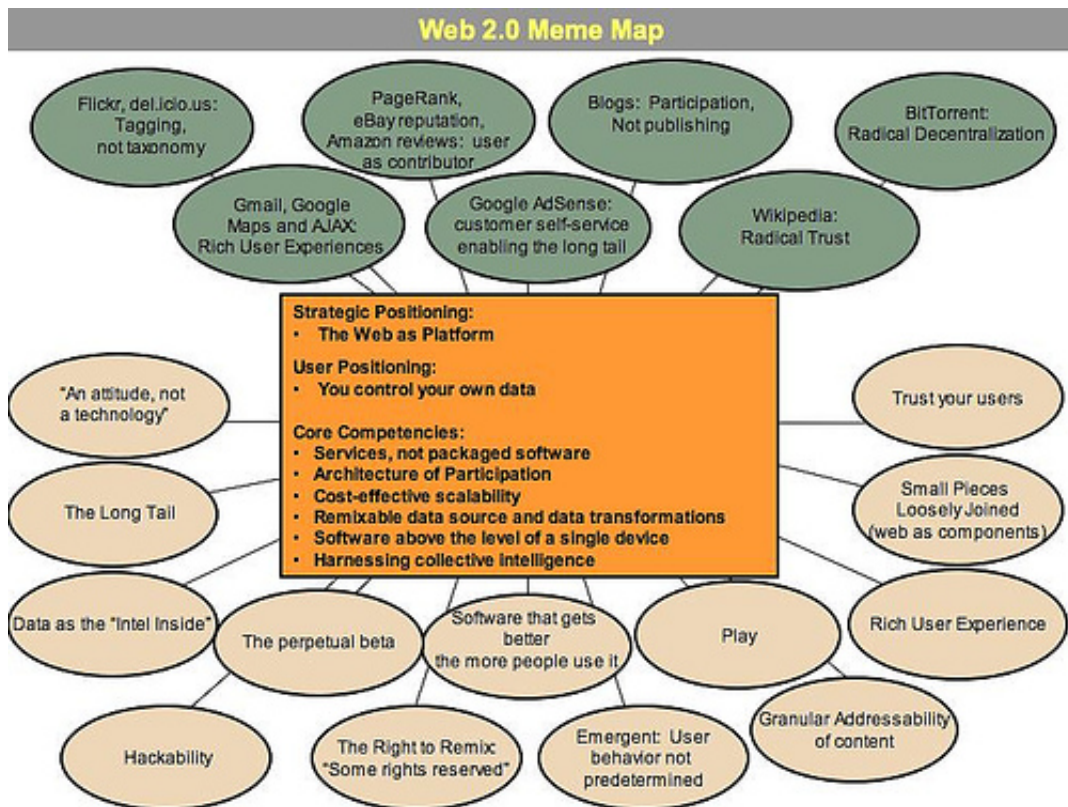 Web 2.0 Meme Map
Flickr, del.icio.us:
Tagging,
not taxonomy
PageRank,
eBay reputation,
Amazon reviews: user
as contributor
Blogs: Participation,
Not publishing
BitTorrent:
Radical Decentralization
Gmail, Google
Maps and AJAX:
Rich User Experiences
Google AdSense:
customer self-service
enabling the long tail
Wikipedia:
Radical Trust
Strategic Positioning:
• The Web as Platform
User Positioning:
• You control your own data
Core Competencies:
• Services, not packaged software
• Architecture of Participation
• Cost-effective scalability
• Remixable data source and data transformations
• Software above the level of a single device
• Harnessing collective intelligence
"An attitude, not
a technology"
Trust your users
The Long Tail
Small Pieces
Loosely Joined
(web as components)
Data as the "Intel Inside"
The perpetual beta
Software that gets
better
the more people use it
Play
Rich User Experience
Hackability
The Right to Remix:
"Some rights reserved"
Emergent: User
behavior not
predetermined
Granular Addressability
of content